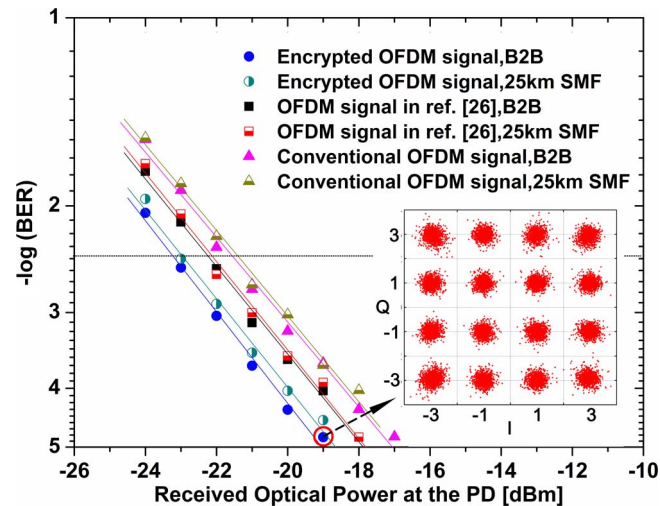 1
2
3
4
5
-log (BER)
Encrypted OFDM signal,B2B
Encrypted OFDM signal,25km SMF
OFDM signal in ref. [26],B2B
OFDM signal in ref. [26],25km SMF
Conventional OFDM signal,B2B
Conventional OFDM signal,25km SMF
3
1
Q
-1
-3
-3 -1 1 3
I
-26 -24 -22 -20 -18 -16 -14 -12 -10
Received Optical Power at the PD [dBm]